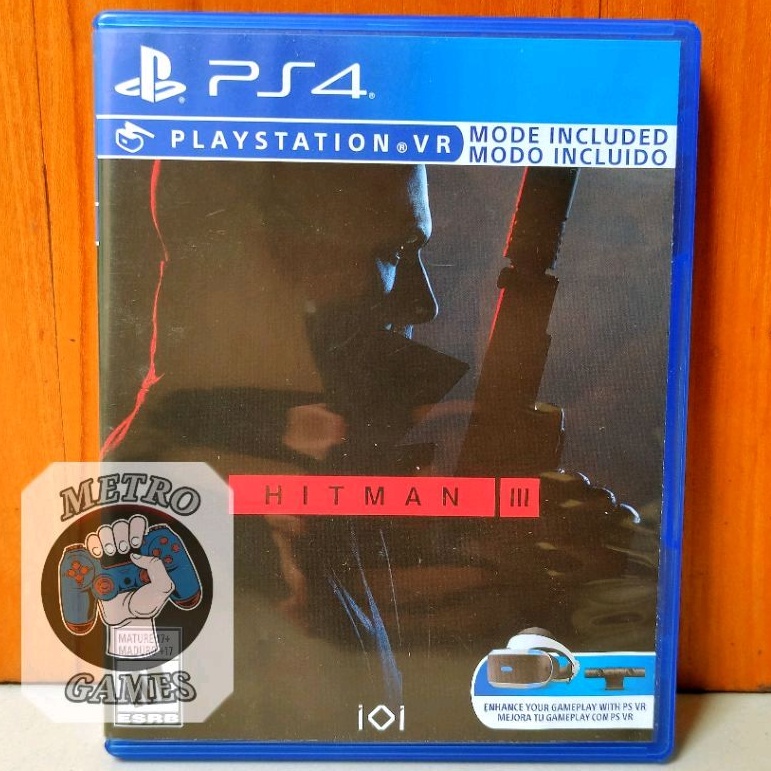 PS4
PLAYSTATION®VR
MODE INCLUDED
MODO INCLUIDO
HITMAN III
METRO
GAMES
MATURE 17+
MADURO +17
ESRB
iOi
ENHANCE YOUR GAMEPLAY WITH PS VR
MEJORA TU GAMEPLAY CON PS VR